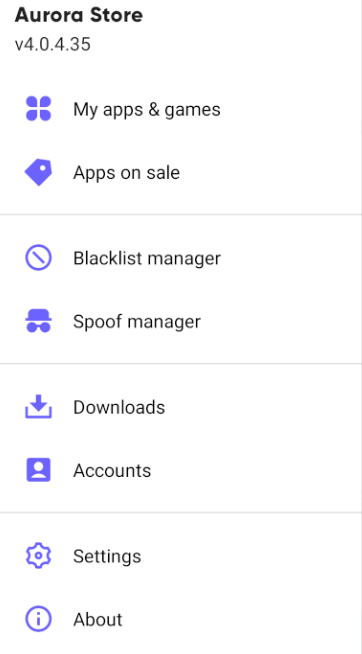 Aurora Store
v4.0.4.35
My apps & games
Apps on sale
Blacklist manager
Spoof manager
Downloads
Accounts
Settings
About